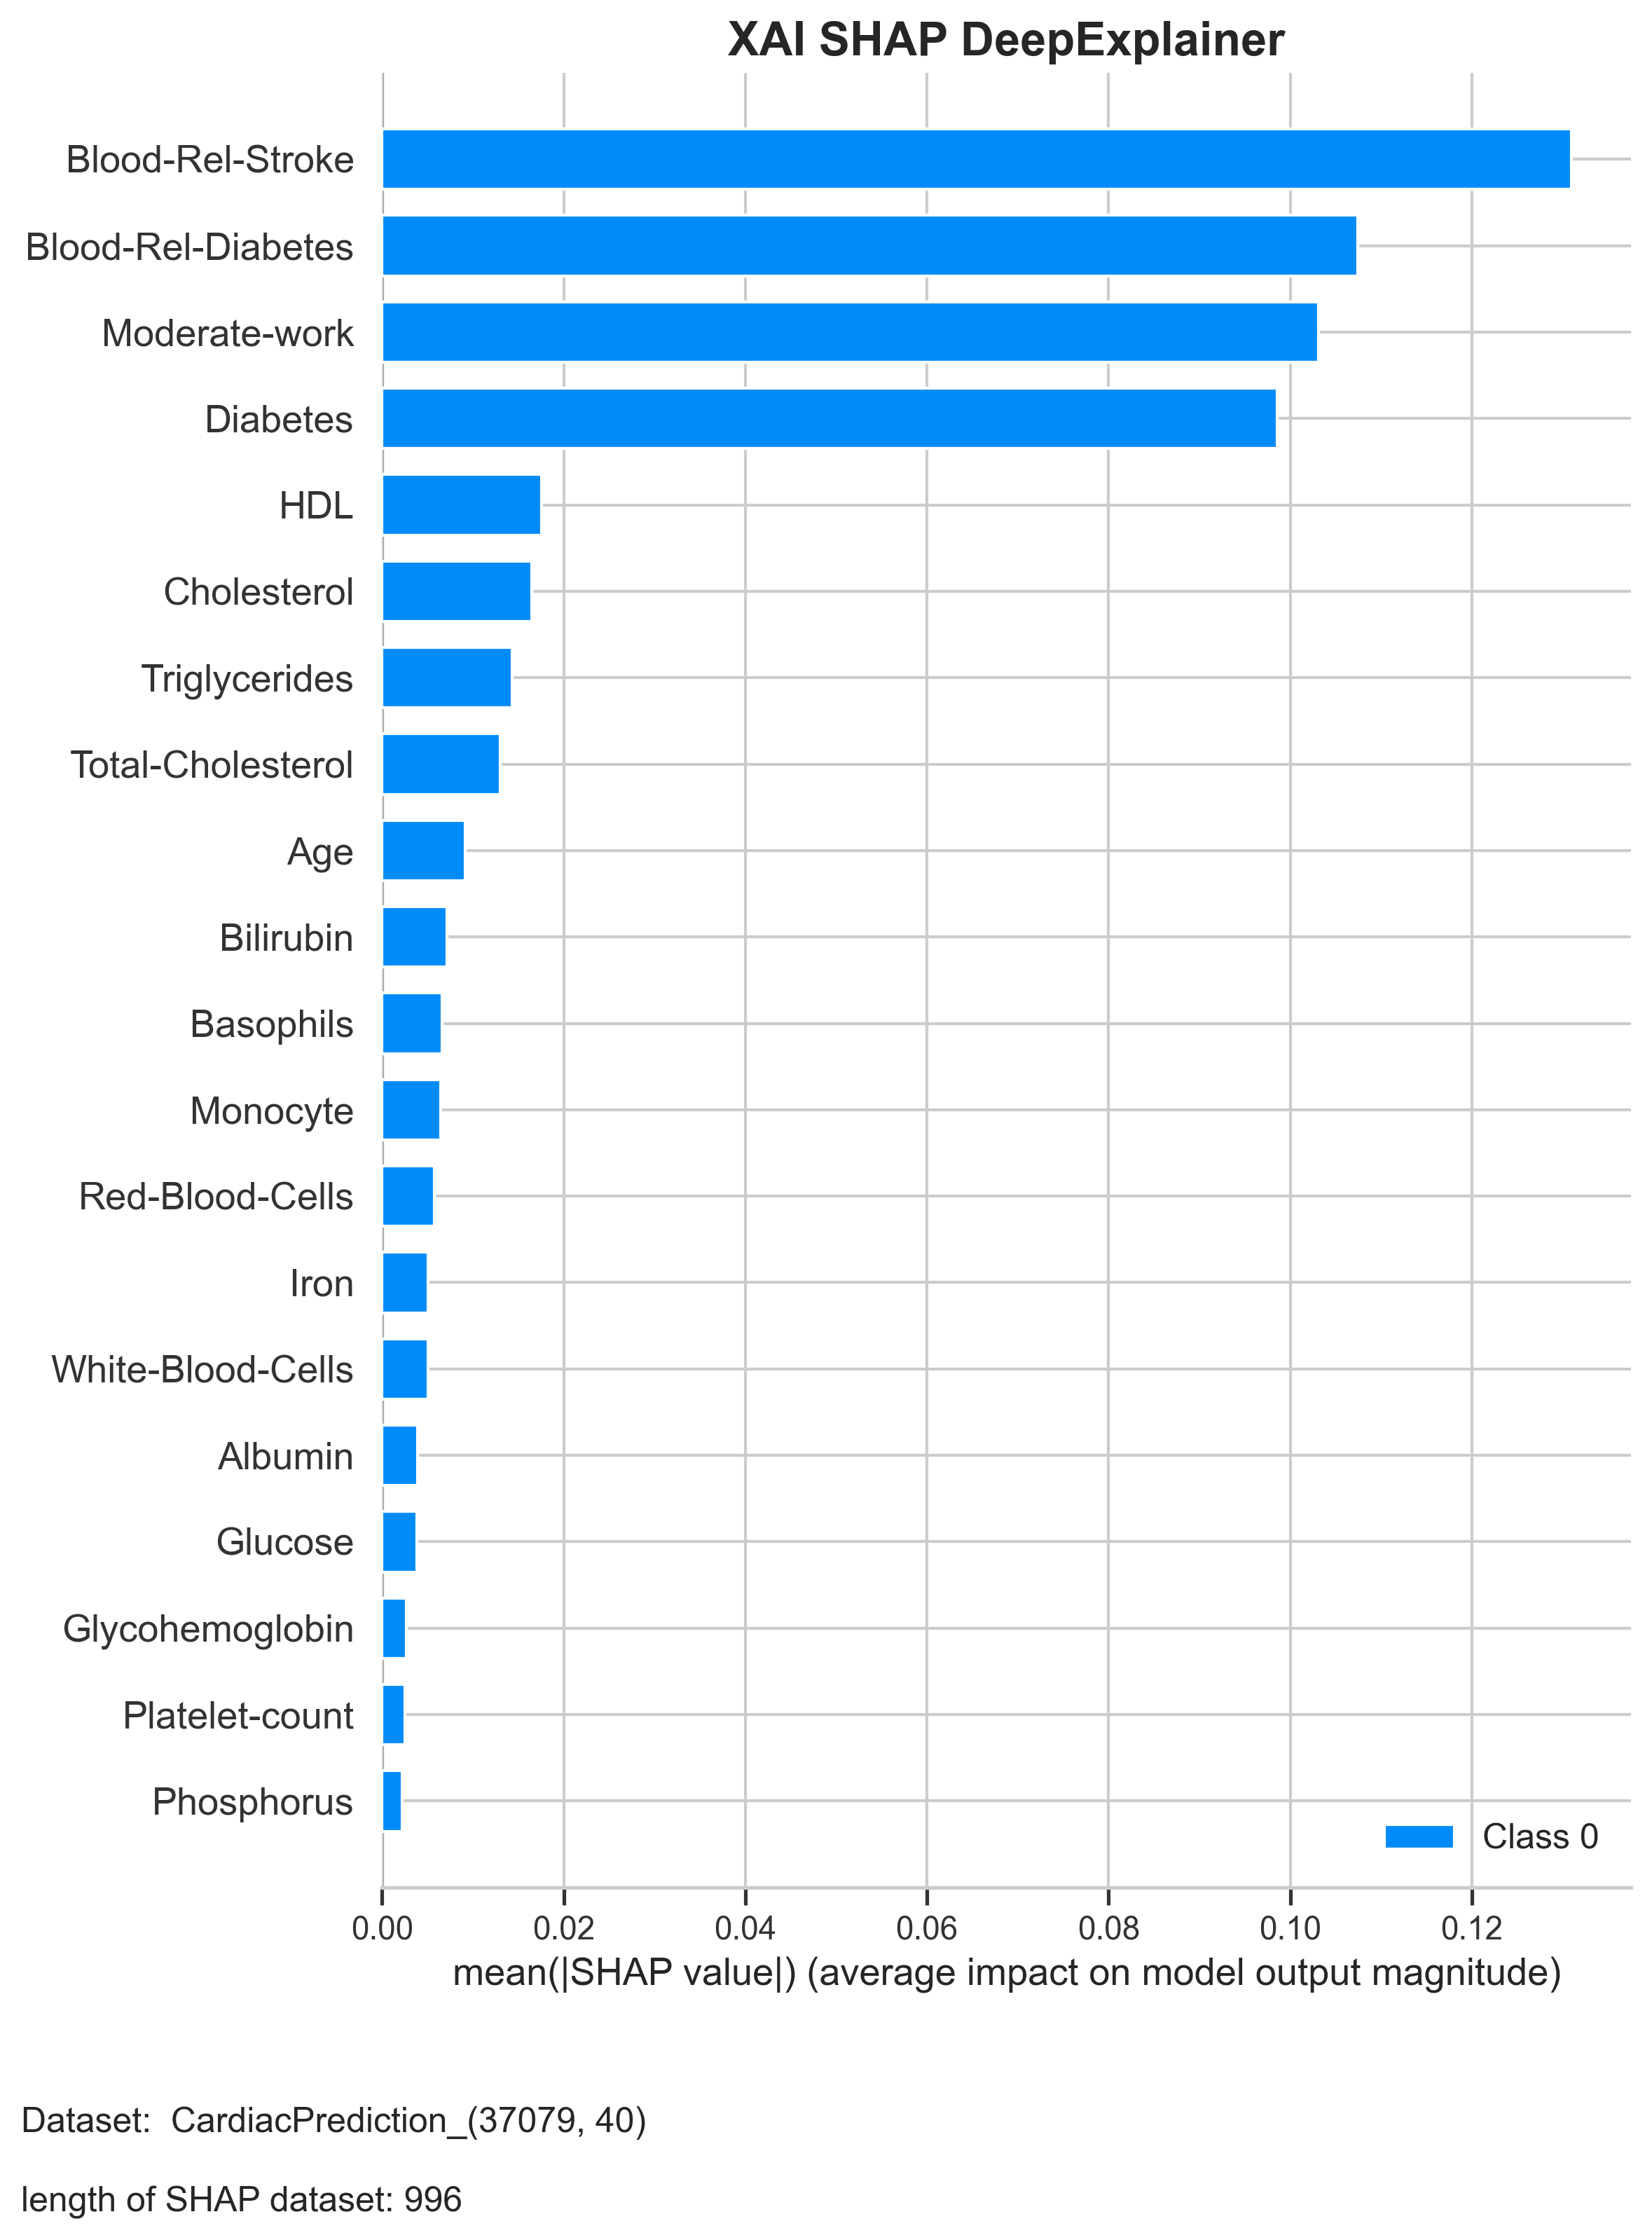 XAI SHAP DeepExplainer
Blood-Rel-Stroke
Blood-Rel-Diabetes
Moderate-work
Diabetes
HDL
Cholesterol
Triglycerides
Total-Cholesterol
Age
Bilirubin
Basophils
Monocyte
Red-Blood-Cells
Iron
White-Blood-Cells
Albumin
Glucose
Glycohemoglobin
Platelet-count
Phosphorus
Class 0
0.00 0.02 0.04 0.06 0.08 0.10 0.12
mean(|SHAP value|) (average impact on model output magnitude)
Dataset:  CardiacPrediction_(37079, 40)
length of SHAP dataset: 996